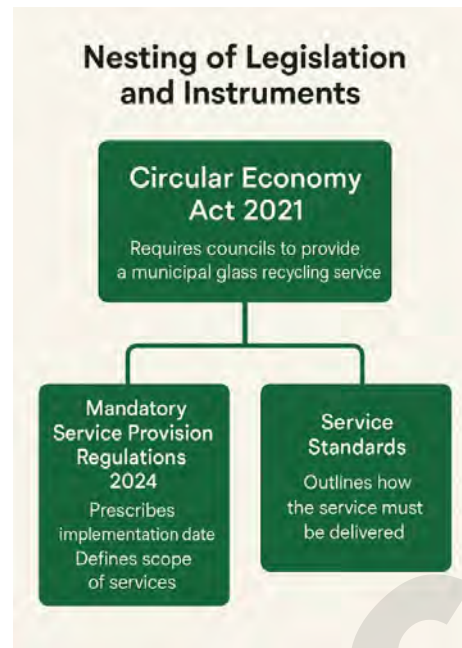 Nesting of Legislation
and Instruments
Circular Economy
Act 2021
Requires councils to provide
a municipal glass recycling service
Mandatory
Service Provision
Regulations
2024
Prescribes
implementation date
Defines scope
of services
Service
Standards
Outlines how
the service must
be delivered